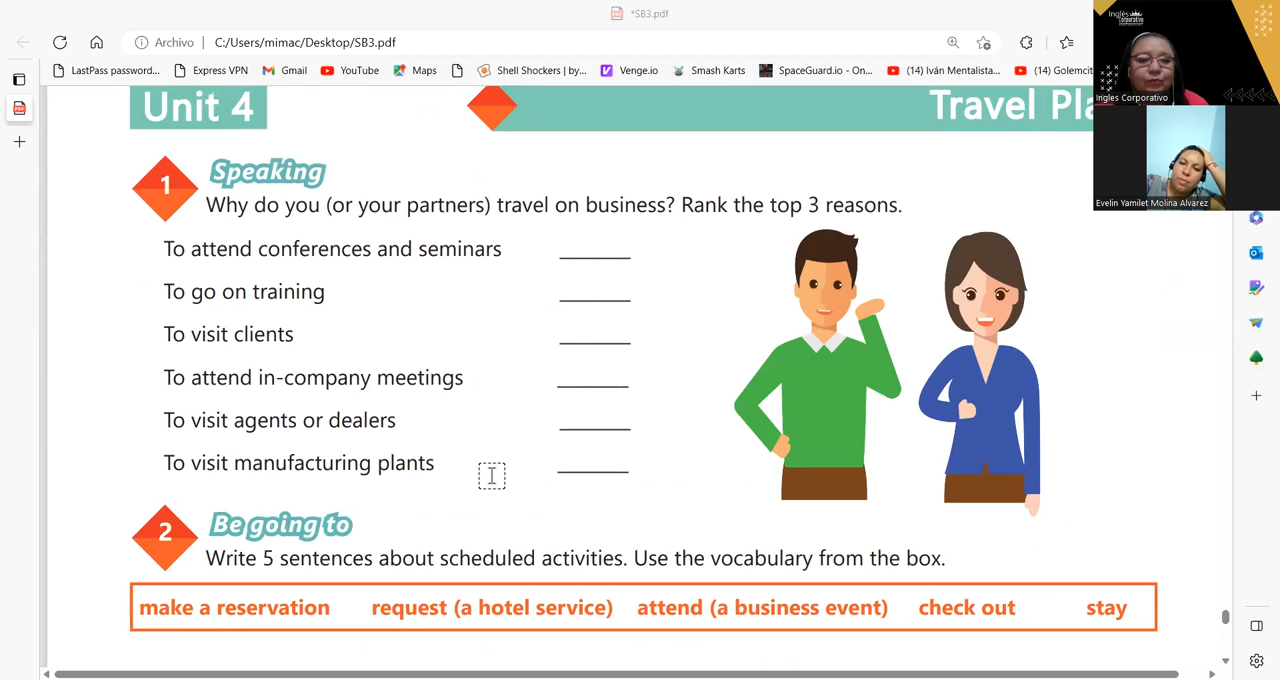 *SB3.pdf
Archivo
C:/Users/mimac/Desktop/SB3.pdf
LastPass password...
Express VPN
Gmail
YouTube
Maps
Shell Shockers | by...
Venge.io
Smash Karts
SpaceGuard.io - On...
(14) Iván Mentalista...
(14) Golemcit
Inglés
Corporativo
Ingles Corporativo
Evelin Yamilet Molina Alvarez
Unit 4
Travel Pla
1
Speaking
Why do you (or your partners) travel on business? Rank the top 3 reasons.
To attend conferences and seminars
To go on training
To visit clients
To attend in-company meetings
To visit agents or dealers
To visit manufacturing plants
2
Be going to
Write 5 sentences about scheduled activities. Use the vocabulary from the box.
make a reservation request (a hotel service) attend (a business event) check out stay